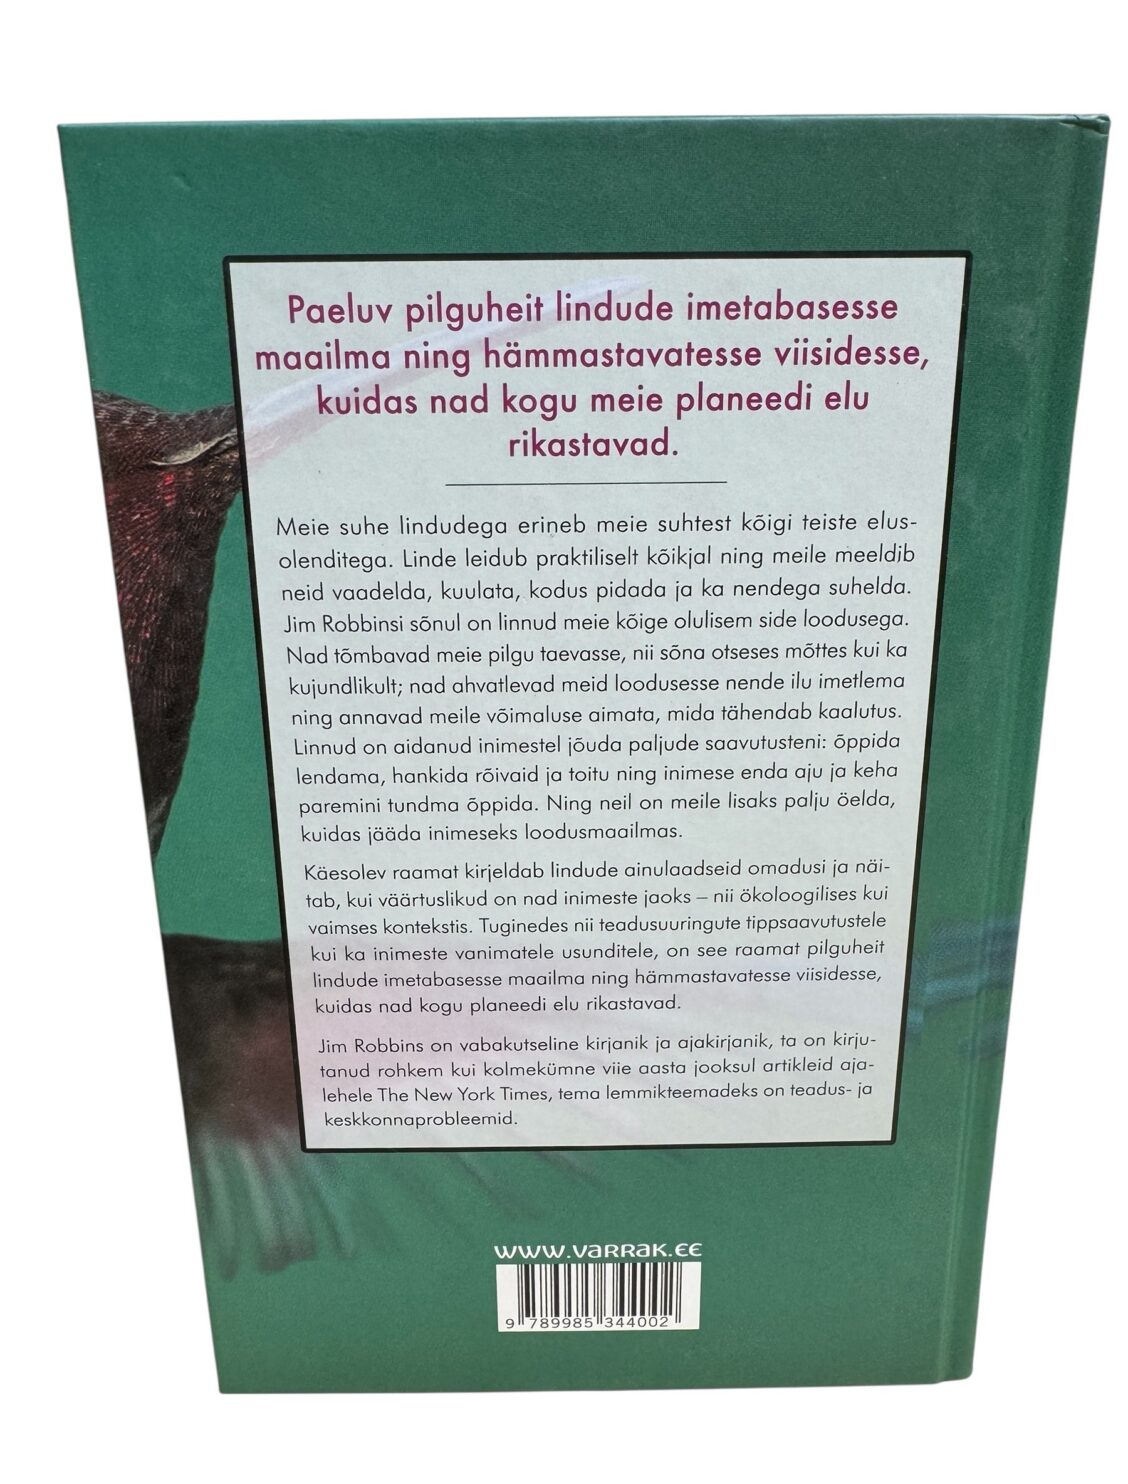 Paeluv pilguheit lindude imetabasesse
maailma ning hämmastavatesse viisidesse,
kuidas nad kogu meie planeedi elu
rikastavad.
Meie suhe lindudega erineb meie suhtest kõigi teiste elus-
olenditega. Linde leidub praktiliselt kõikjal ning meile meeldib
neid vaadelda, kuulata, kodus pidada ja ka nendega suhelda.
Jim Robbinsi sõnul on linnud meie kõige olulisem side loodusega.
Nad tõmbavad meie pilgu taevasse, nii sõna otseses mõttes kui ka
kujundlikult; nad ahvatlevad meid loodusesse nende ilu imetlema
ning annavad meile võimaluse aimata, mida tähendab kaalutus.
Linnud on aidanud inimestel jõuda paljude saavutusteni: õppida
lendama, hankida rõivaid ja toitu ning inimese enda aju ja keha
paremini tundma õppida. Ning neil on meile lisaks palju öelda,
kuidas jääda inimeseks loodusmaailmas.
Käesolev raamat kirjeldab lindude ainulaadseid omadusi ja näi-
tab, kui väärtuslikud on nad inimeste jaoks – nii ökoloogilises kui
vaimses kontekstis. Tuginedes nii teadusuuringute tippsaavutustele
kui ka inimeste vanimatele usunditele, on see raamat pilguheit
lindude imetabasesse maailma ning hämmastavatesse viisidesse,
kuidas nad kogu planeedi elu rikastavad.
Jim Robbins on vabakutseline kirjanik ja ajakirjanik, ta on kirju-
tanud rohkem kui kolmekümne viie aasta jooksul artikleid aja-
lehele The New York Times, tema lemmikteemadeks on teadus- ja
keskkonnaprobleemid.
www.varrak.ee
9 789985 344002